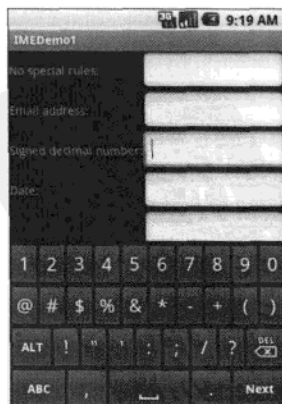 3G 9:19 AM
IMEDemo1
No special rules:
Email address:
Signed decimal number:
Date:
1 2 3 4 5 6 7 8 9 0
@ # $ % & * - + ( )
ALT ! " ' : ; / ? DEL
ABC , . Next